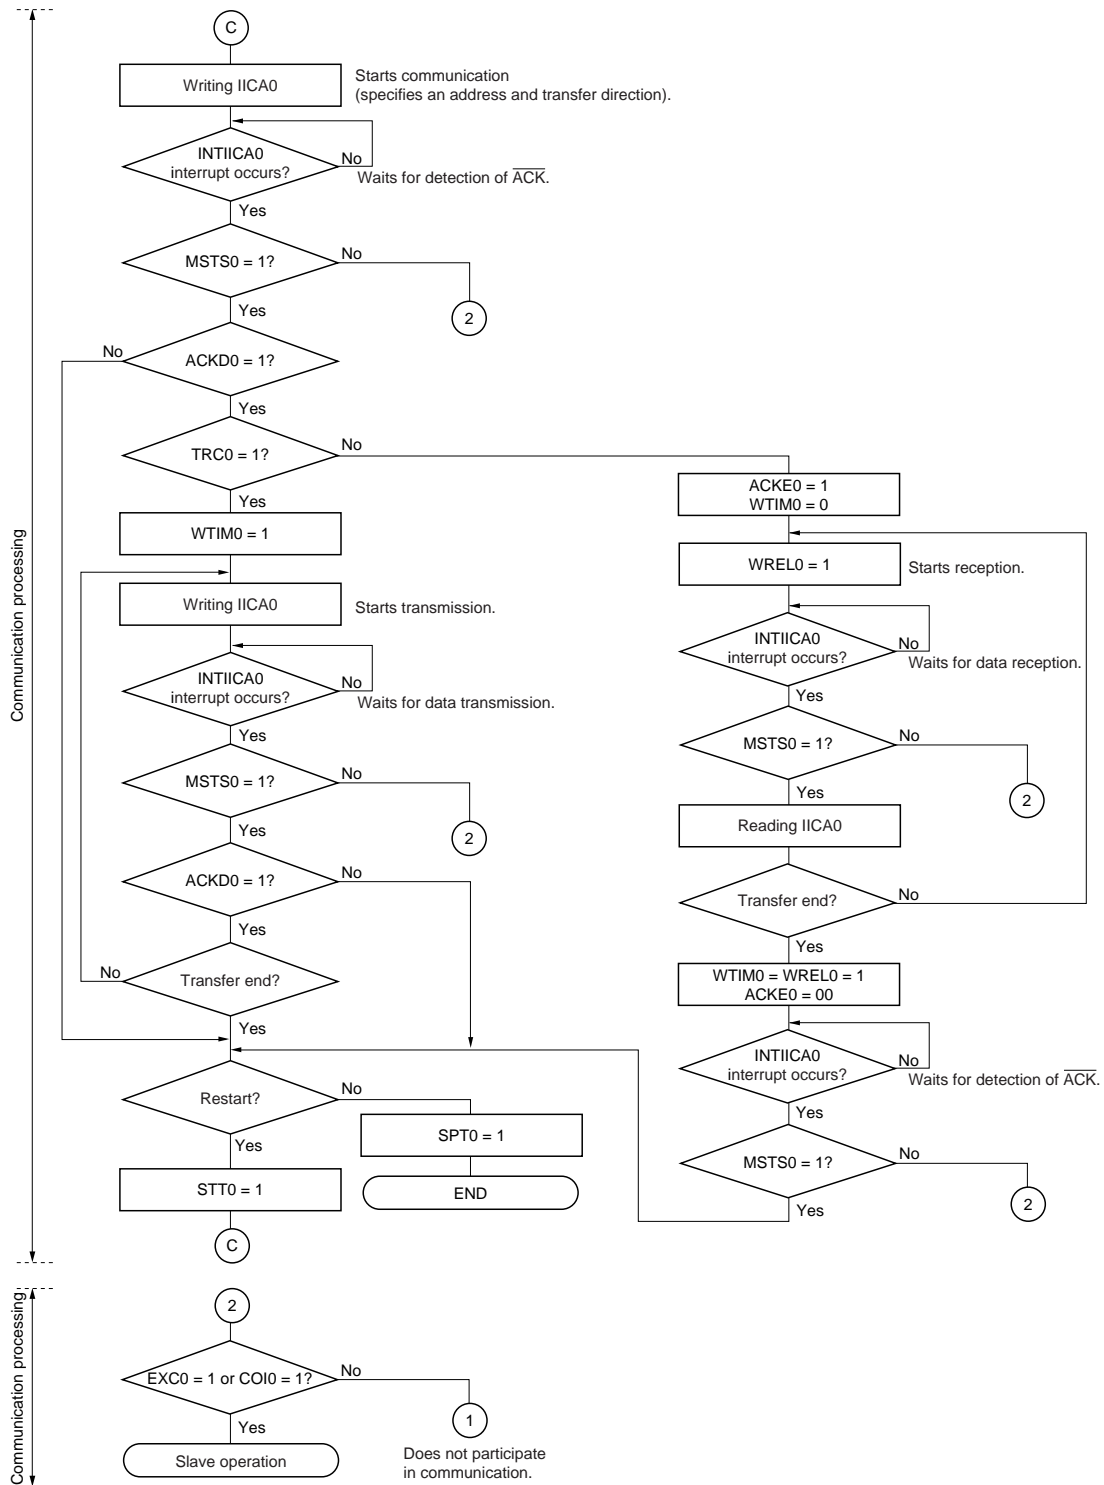 C
Writing IICA0
Starts communication
(specifies an address and transfer direction).
INTIICA0
interrupt occurs?
No
Waits for detection of ACK.
Yes
MSTS0 = 1?
No
2
Yes
No
ACKD0 = 1?
Yes
TRC0 = 1?
No
Yes
WTIM0 = 1
Writing IICA0
Starts transmission.
INTIICA0
interrupt occurs?
No
Waits for data transmission.
Yes
MSTS0 = 1?
No
2
Yes
ACKD0 = 1?
No
Yes
No
Transfer end?
Yes
Restart?
No
Yes
SPT0 = 1
END
STT0 = 1
C
ACKE0 = 1
WTIM0 = 0
WREL0 = 1
Starts reception.
INTIICA0
interrupt occurs?
No
Waits for data reception.
Yes
MSTS0 = 1?
No
2
Yes
Reading IICA0
Transfer end?
No
Yes
WTIM0 = WREL0 = 1
ACKE0 = 00
INTIICA0
interrupt occurs?
No
Waits for detection of ACK.
Yes
MSTS0 = 1?
No
2
Yes
Communication processing
2
EXC0 = 1 or COI0 = 1?
No
1
Does not participate
in communication.
Yes
Slave operation
Communication processing